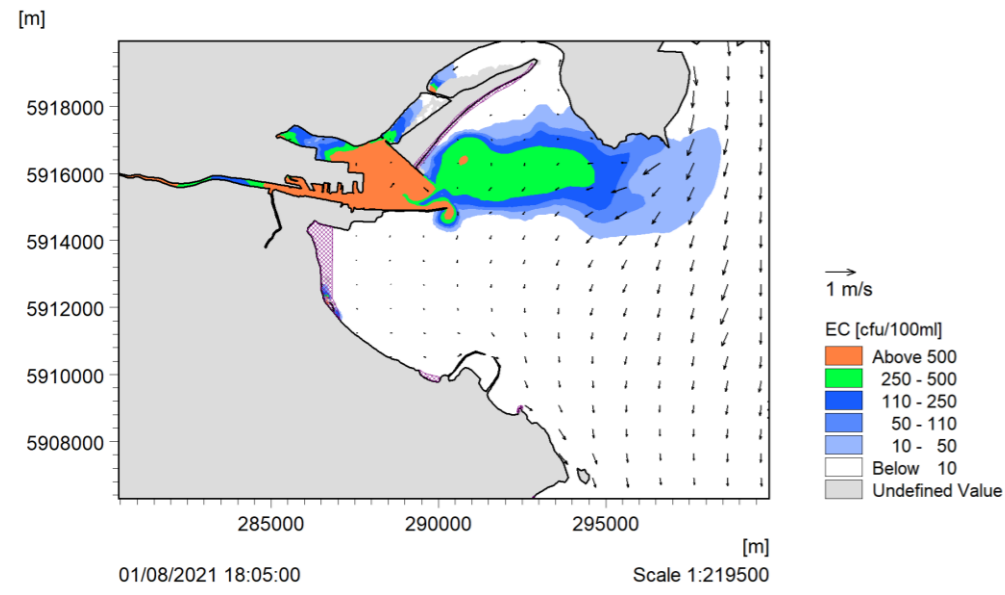 [m]
5918000
5916000
5914000
5912000
5910000
5908000
285000 290000 295000
[m]
01/08/2021 18:05:00 Scale 1:219500
1 m/s
EC [cfu/100ml]
Above 500
250 - 500
110 - 250
50 - 110
10 - 50
Below 10
Undefined Value